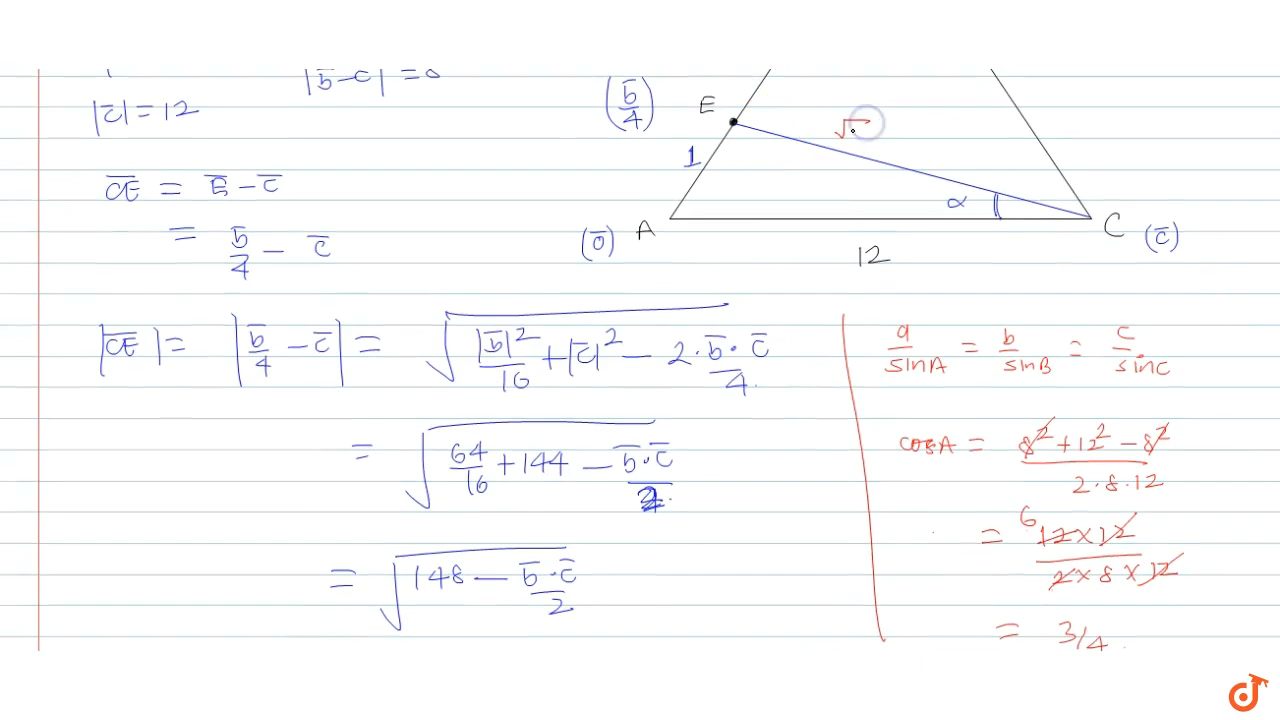 |b̄ − c̄| = 8
|c̄| = 12
C̅E̅ = E̅ − c̄
= b̄/4 − c̄
(b̄/4) E
1
√
α
(0̄) A
C (c̄)
12
|C̅E̅| = |b̄/4 − c̄| = √(|b̄|²/16 + |c̄|² − 2·b̄·c̄/4.)
= √(64/16 + 144 − b̄·c̄/2.)
= √(148 − b̄·c̄/2)
a/sinA = b/sinB = c/sinC
cosA = (8² + 12² − 8²)/(2·8·12)
= 6 12×12/(2×8×12)
= 3/4.